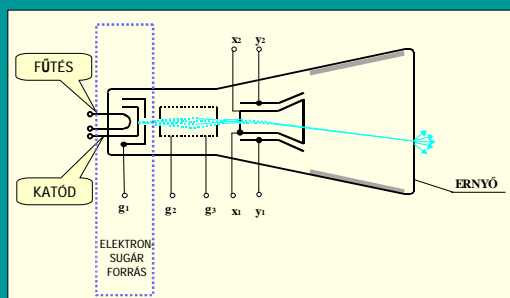 x2 y2
FŰTÉS
KATÓD
g1 g2 g3 x1 y1
ERNYŐ
ELEKTRON
SUGÁR
FORRÁS